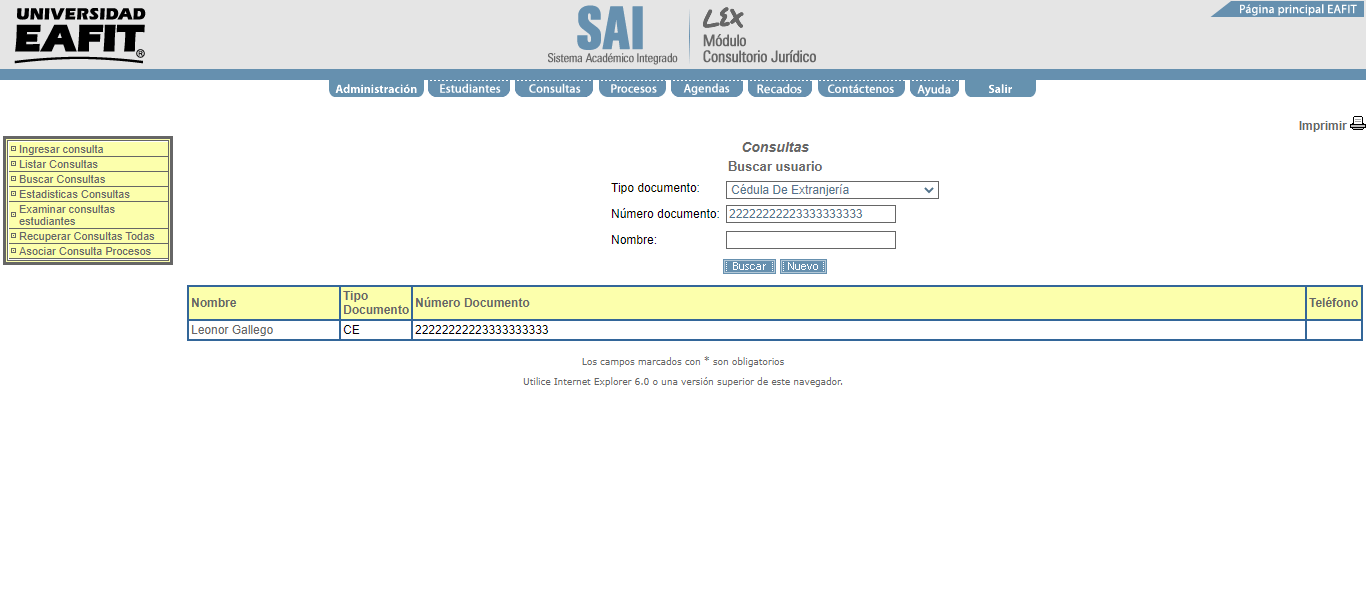 UNIVERSIDAD
EAFIT®
SAI
Sistema Académico Integrado
LEX
Módulo
Consultorio Jurídico
Página principal EAFIT
Administración Estudiantes Consultas Procesos Agendas Recados Contáctenos Ayuda Salir
Imprimir
Ingresar consulta
Listar Consultas
Buscar Consultas
Estadisticas Consultas
Examinar consultas
estudiantes
Recuperar Consultas Todas
Asociar Consulta Procesos
Consultas
Buscar usuario
Tipo documento: Cédula De Extranjería
Número documento: 22222222223333333333
Nombre:
Buscar Nuevo
Nombre Tipo Documento Número Documento Teléfono
Leonor Gallego CE 22222222223333333333
Los campos marcados con * son obligatorios
Utilice Internet Explorer 6.0 o una versión superior de este navegador.